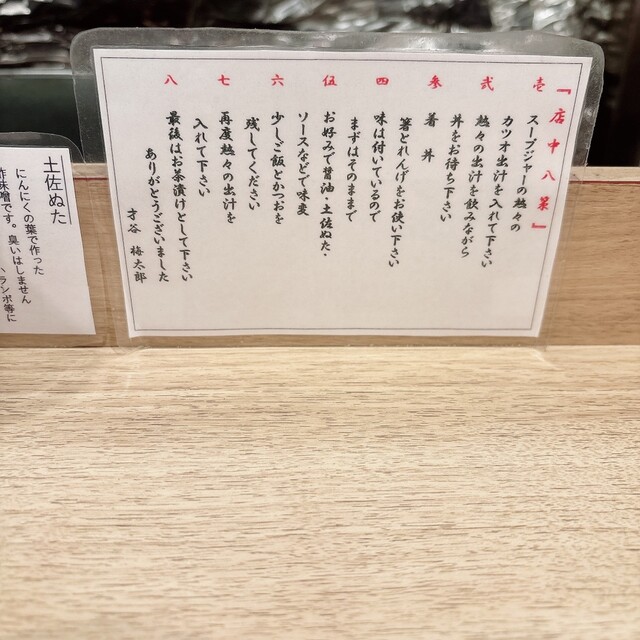 「店中八策」
壱
スープジャーの熱々の
カツオ出汁を入れて下さい
弐
熱々の出汁を飲みながら
丼をお待ち下さい
参
着丼
箸とれんげをお使い下さい
四
味は付いているので
まずはそのままで
伍
お好みで醤油・土佐ぬた・
ソースなどで味変
六
少しご飯とかつおを
残してください
七
再度熱々の出汁を
入れて下さい
八
最後はお茶漬けとして下さい
ありがとうございました
才谷 梅太郎
土佐ぬた
にんにくの葉で作った
酢味噌です。臭いはしません